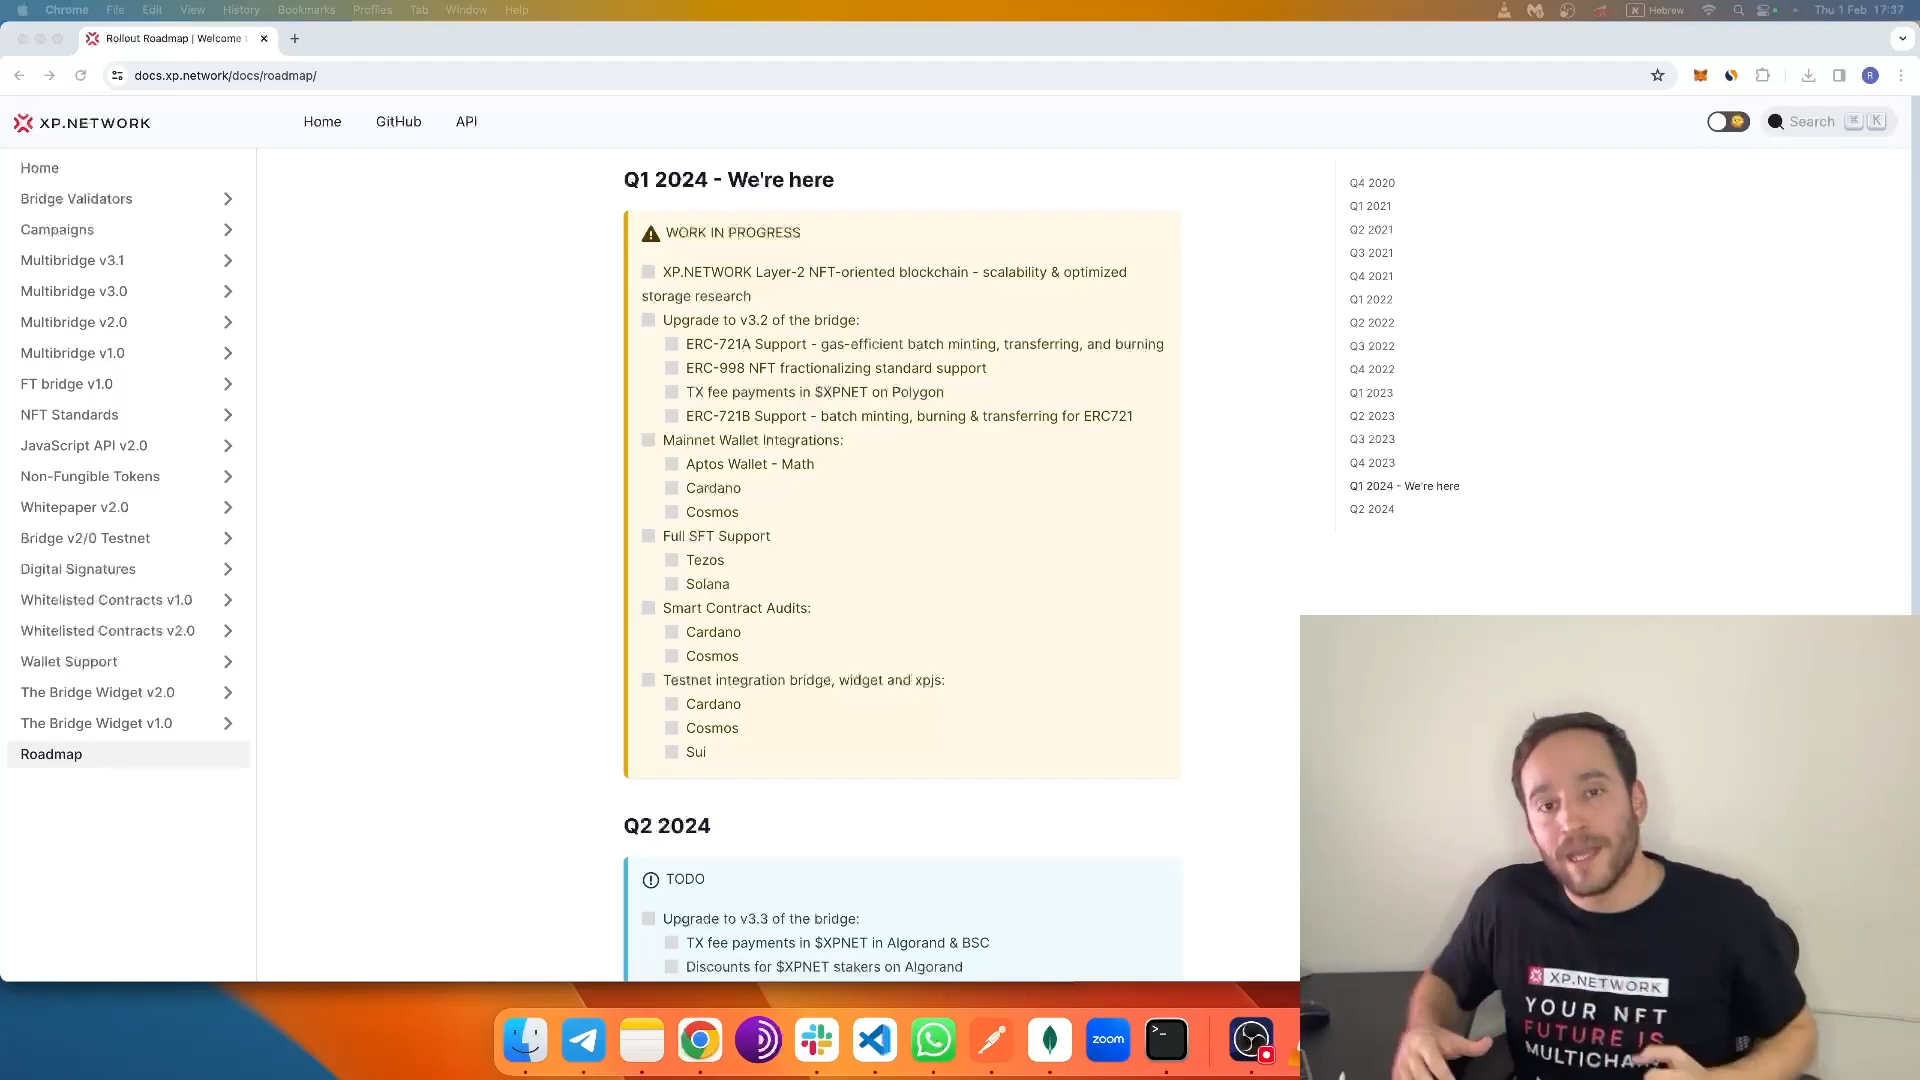 Chrome File Edit View History Bookmarks Profiles Tab Window Help
Hebrew
Thu 1 Feb 17:37
Rollout Roadmap | Welcome
docs.xp.network/docs/roadmap/
R
XP.NETWORK
Home
GitHub
API
Search
⌘ K
Home
Bridge Validators
Campaigns
Multibridge v3.1
Multibridge v3.0
Multibridge v2.0
Multibridge v1.0
FT bridge v1.0
NFT Standards
JavaScript API v2.0
Non-Fungible Tokens
Whitepaper v2.0
Bridge v2/0 Testnet
Digital Signatures
Whitelisted Contracts v1.0
Whitelisted Contracts v2.0
Wallet Support
The Bridge Widget v2.0
The Bridge Widget v1.0
Roadmap
Q1 2024 - We're here
WORK IN PROGRESS
XP.NETWORK Layer-2 NFT-oriented blockchain - scalability & optimized
storage research
Upgrade to v3.2 of the bridge:
ERC-721A Support - gas-efficient batch minting, transferring, and burning
ERC-998 NFT fractionalizing standard support
TX fee payments in $XPNET on Polygon
ERC-721B Support - batch minting, burning & transferring for ERC721
Mainnet Wallet Integrations:
Aptos Wallet - Math
Cardano
Cosmos
Full SFT Support
Tezos
Solana
Smart Contract Audits:
Cardano
Cosmos
Testnet integration bridge, widget and xpjs:
Cardano
Cosmos
Sui
Q2 2024
TODO
Upgrade to v3.3 of the bridge:
TX fee payments in $XPNET in Algorand & BSC
Discounts for $XPNET stakers on Algorand
Q4 2020
Q1 2021
Q2 2021
Q3 2021
Q4 2021
Q1 2022
Q2 2022
Q3 2022
Q4 2022
Q1 2023
Q2 2023
Q3 2023
Q4 2023
Q1 2024 - We're here
Q2 2024
zoom
XP.NETWORK
YOUR NFT
FUTURE IS